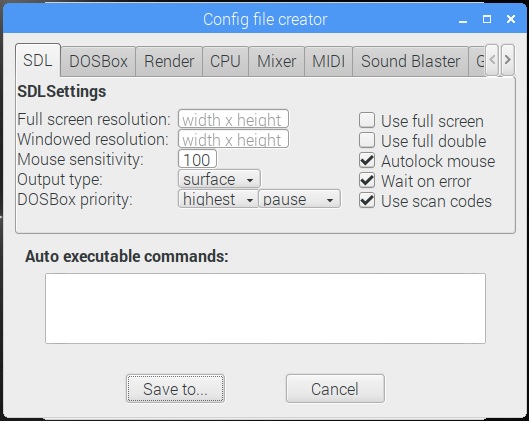 Config file creator
SDL DOSBox Render CPU Mixer MIDI Sound Blaster
SDLSettings
Full screen resolution: width x height Use full screen
Windowed resolution: width x height Use full double
Mouse sensitivity: 100 Autolock mouse
Output type: surface Wait on error
DOSBox priority: highest pause Use scan codes
Auto executable commands:
Save to... Cancel